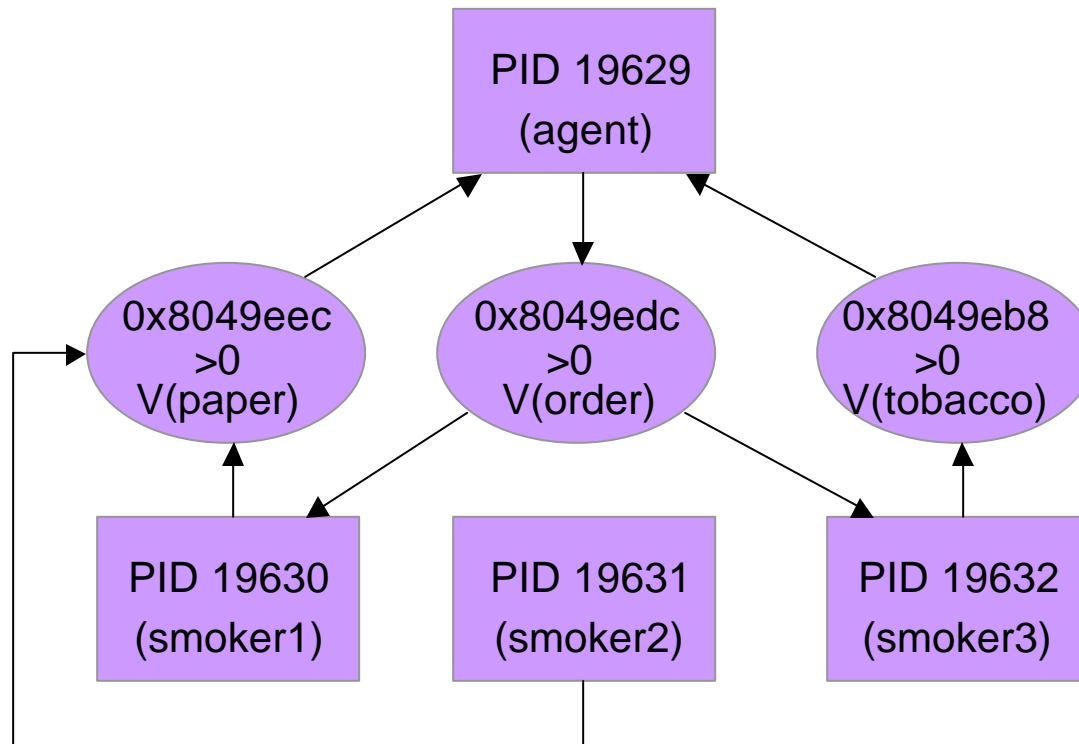 PID 19629
(agent)
0x8049eec
>0
V(paper)
0x8049edc
>0
V(order)
0x8049eb8
>0
V(tobacco)
PID 19630
(smoker1)
PID 19631
(smoker2)
PID 19632
(smoker3)